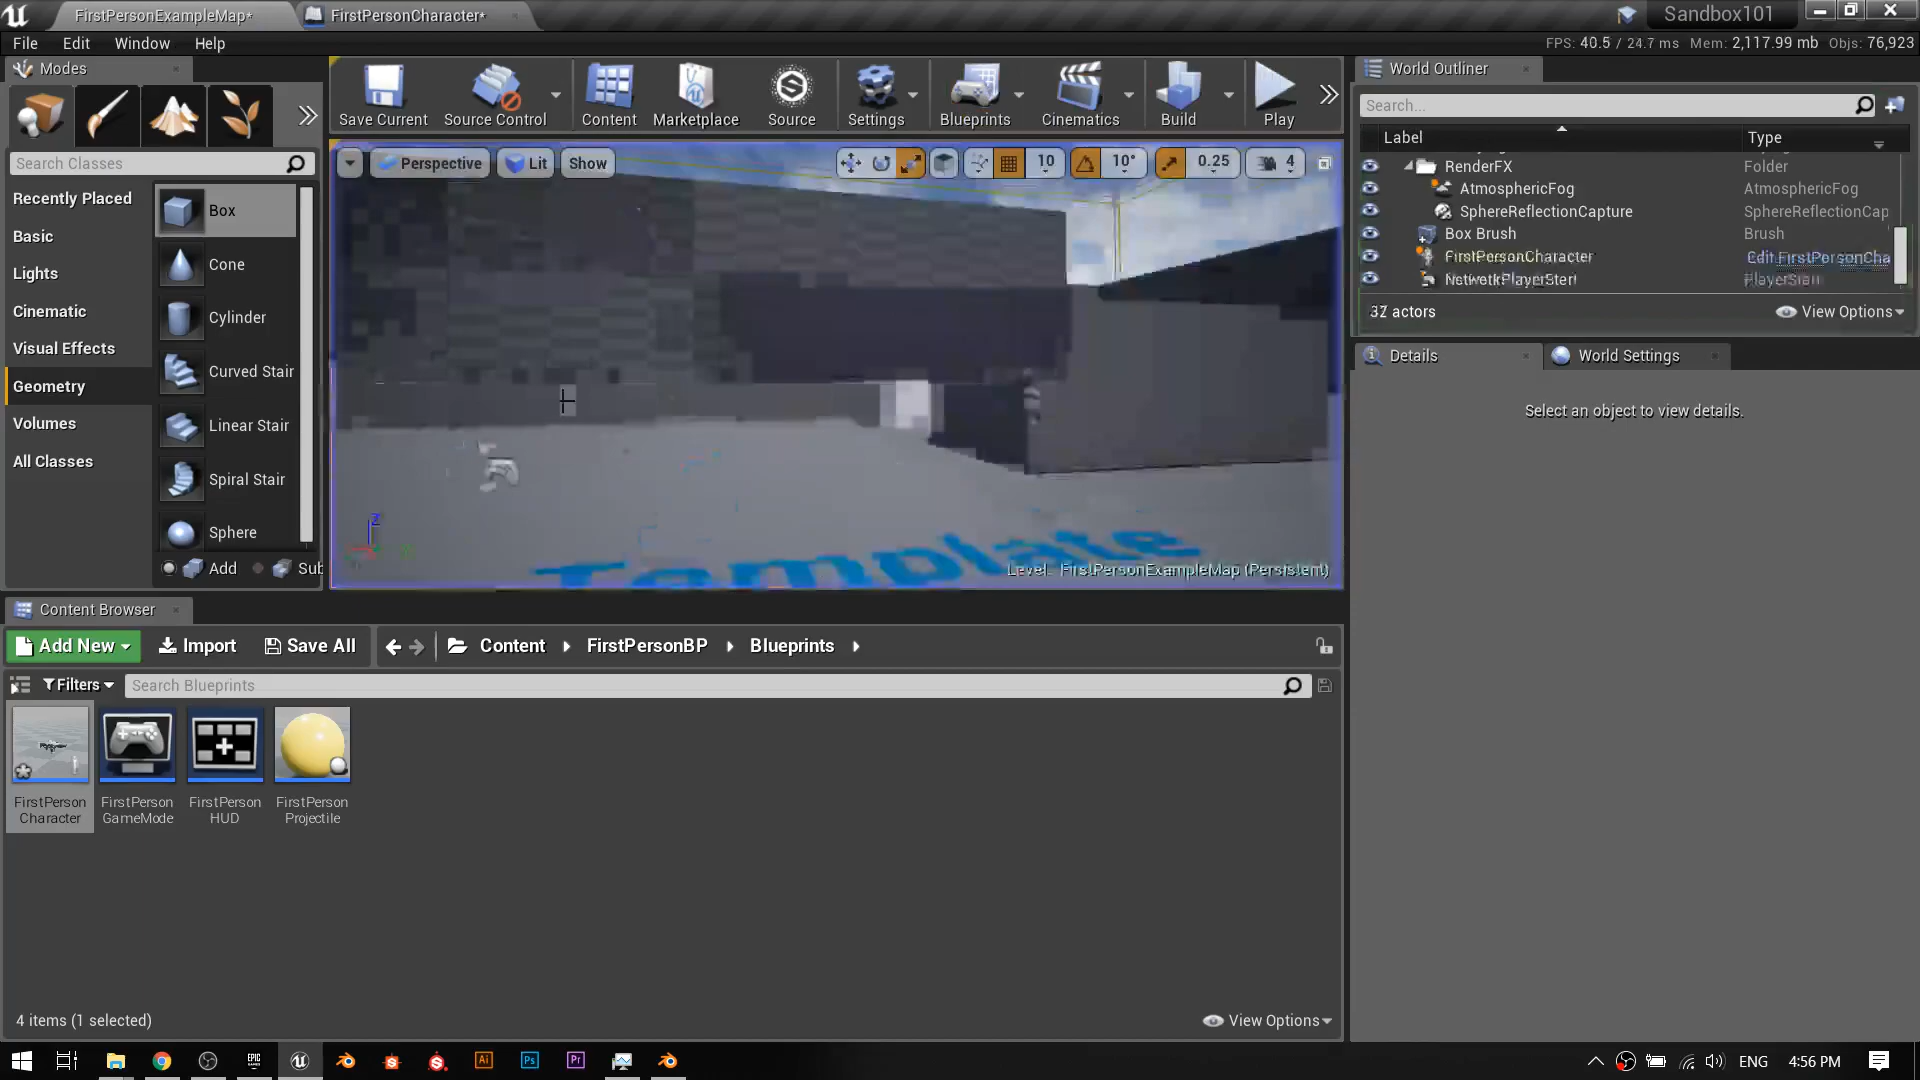 FirstPersonExampleMap*
FirstPersonCharacter*
Sandbox101
File Edit Window Help
FPS: 40.5 / 24.7 ms Mem: 2,117.99 mb Objs: 76,923
Modes
Save Current
Source Control
Content
Marketplace
Source
Settings
Blueprints
Cinematics
Build
Play
World Outliner
Search...
Label
Type
Search Classes
Recently Placed
Basic
Lights
Cinematic
Visual Effects
Geometry
Volumes
All Classes
Box
Cone
Cylinder
Curved Stair
Linear Stair
Spiral Stair
Sphere
Add
Sub
Perspective
Lit
Show
10
10°
0.25
4
Z
Template
Level: FirstPersonExampleMap (Persistent)
RenderFX Folder
AtmosphericFog AtmosphericFog
SphereReflectionCapture SphereReflectionCap
Box Brush Brush
FirstPersonCharacter Edit FirstPersonCha
NetworkPlayerStart PlayerStart
actors
View Options
Details
World Settings
Select an object to view details.
Content Browser
Add New
Import
Save All
Content
FirstPersonBP
Blueprints
Filters
Search Blueprints
FirstPerson
Character
FirstPerson
GameMode
FirstPerson
HUD
FirstPerson
Projectile
4 items (1 selected)
View Options
EPIC
Ai
Ps
Pr
ENG
4:56 PM